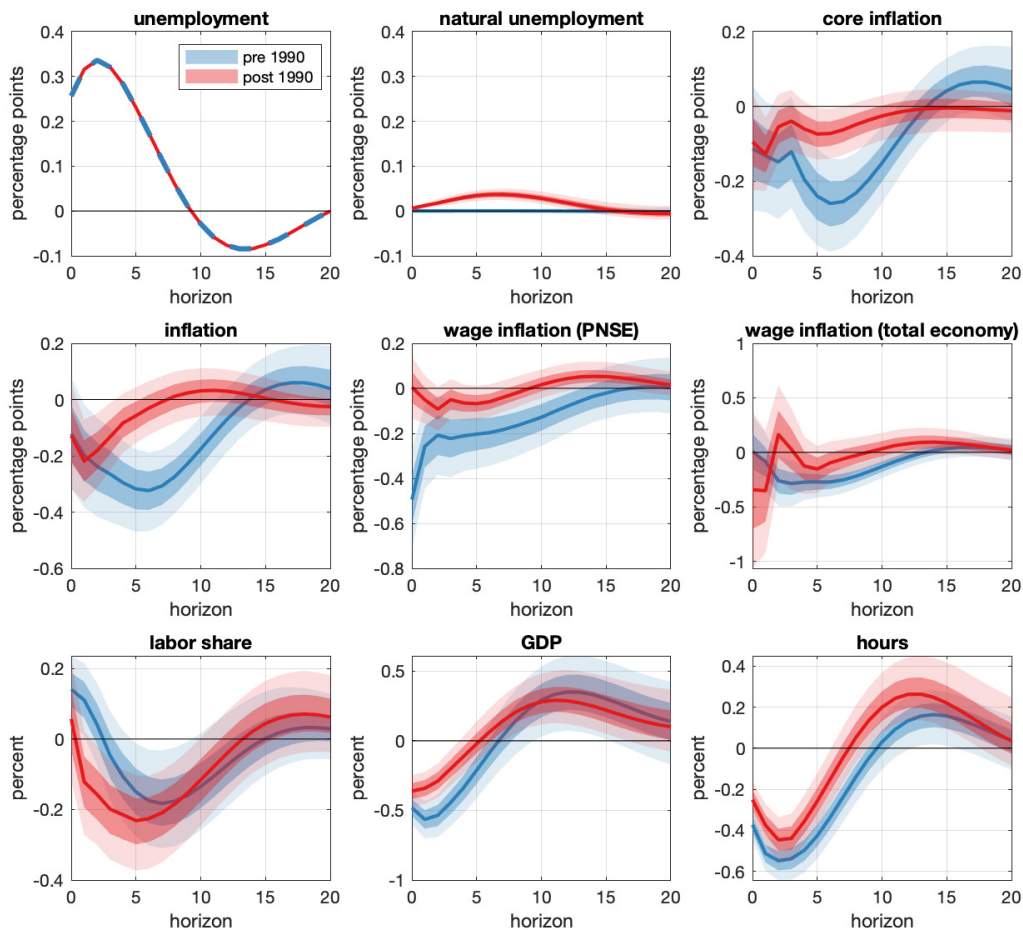 unemployment
percentage points
0.4
0.3
0.2
0.1
0
-0.1
0 5 10 15 20
horizon
pre 1990
post 1990
natural unemployment
percentage points
0.4
0.3
0.2
0.1
0
-0.1
0 5 10 15 20
horizon
core inflation
percentage points
0.2
0
-0.2
-0.4
0 5 10 15 20
horizon
inflation
percentage points
0.2
0
-0.2
-0.4
-0.6
0 5 10 15 20
horizon
wage inflation (PNSE)
percentage points
0.2
0
-0.2
-0.4
-0.6
-0.8
0 5 10 15 20
horizon
wage inflation (total economy)
percentage points
1
0.5
0
-0.5
-1
0 5 10 15 20
horizon
labor share
percent
0.2
0
-0.2
-0.4
0 5 10 15 20
horizon
GDP
percent
0.5
0
-0.5
-1
0 5 10 15 20
horizon
hours
percent
0.4
0.2
0
-0.2
-0.4
-0.6
0 5 10 15 20
horizon